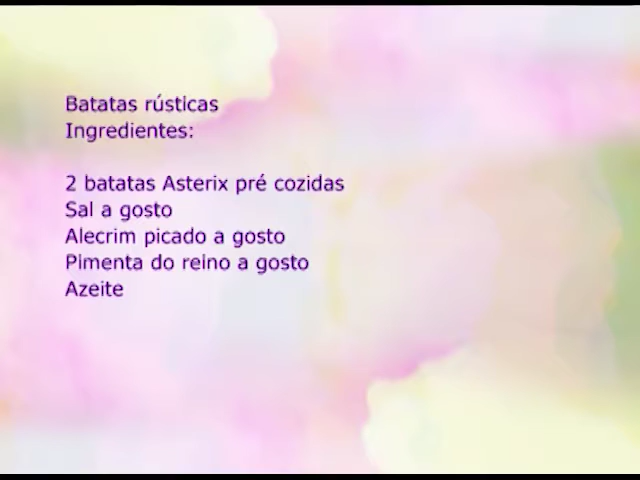 Batatas rústicas
Ingredientes:
2 batatas Asterix pré cozidas
Sal a gosto
Alecrim picado a gosto
Pimenta do reino a gosto
Azeite